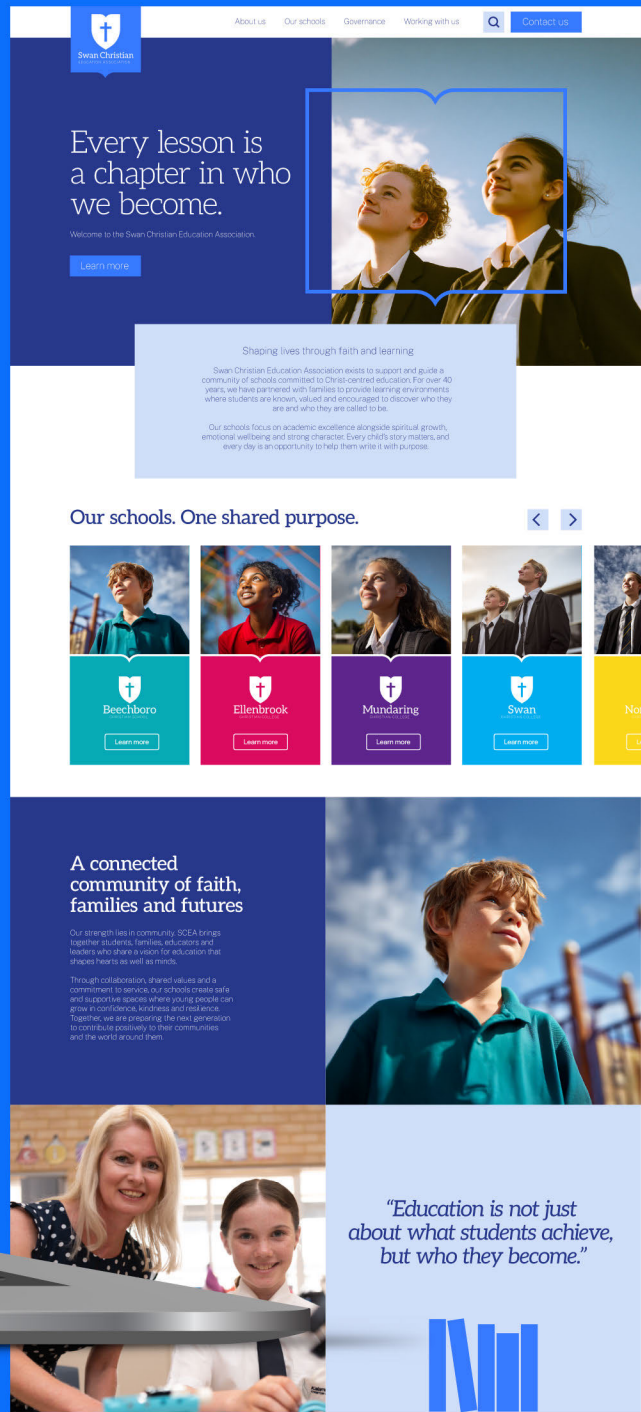 About us Our schools Governance Working with us Contact us
Swan Christian
EDUCATION ASSOCIATION
Every lesson is
a chapter in who
we become.
Welcome to the Swan Christian Education Association.
Learn more
Shaping lives through faith and learning
Swan Christian Education Association exists to support and guide a
community of schools committed to Christ-centred education. For over 40
years, we have partnered with families to provide learning environments
where students are known, valued and encouraged to discover who they
are and who they are called to be.
Our schools focus on academic excellence alongside spiritual growth,
emotional wellbeing and strong character. Every child's story matters, and
every day is an opportunity to help them write it with purpose.
Our schools. One shared purpose.
Beechboro
CHRISTIAN SCHOOL
Learn more
Ellenbrook
CHRISTIAN COLLEGE
Learn more
Mundaring
CHRISTIAN COLLEGE
Learn more
Swan
CHRISTIAN COLLEGE
Learn more
A connected
community of faith,
families and futures
Our strength lies in community. SCEA brings
together students, families, educators and
leaders who share a vision for education that
shapes hearts as well as minds.
Through collaboration, shared values and a
commitment to service, our schools create safe
and supportive spaces where young people can
grow in confidence, kindness and resilience.
Together, we are preparing the next generation
to contribute positively to their communities
and the world around them.
"Education is not just
about what students achieve,
but who they become."